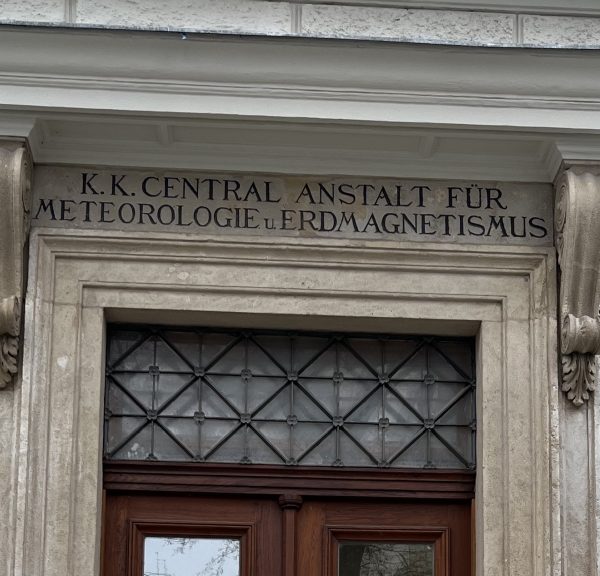 K.K. CENTRAL ANSTALT FÜR
METEOROLOGIE u. ERDMAGNETISMUS